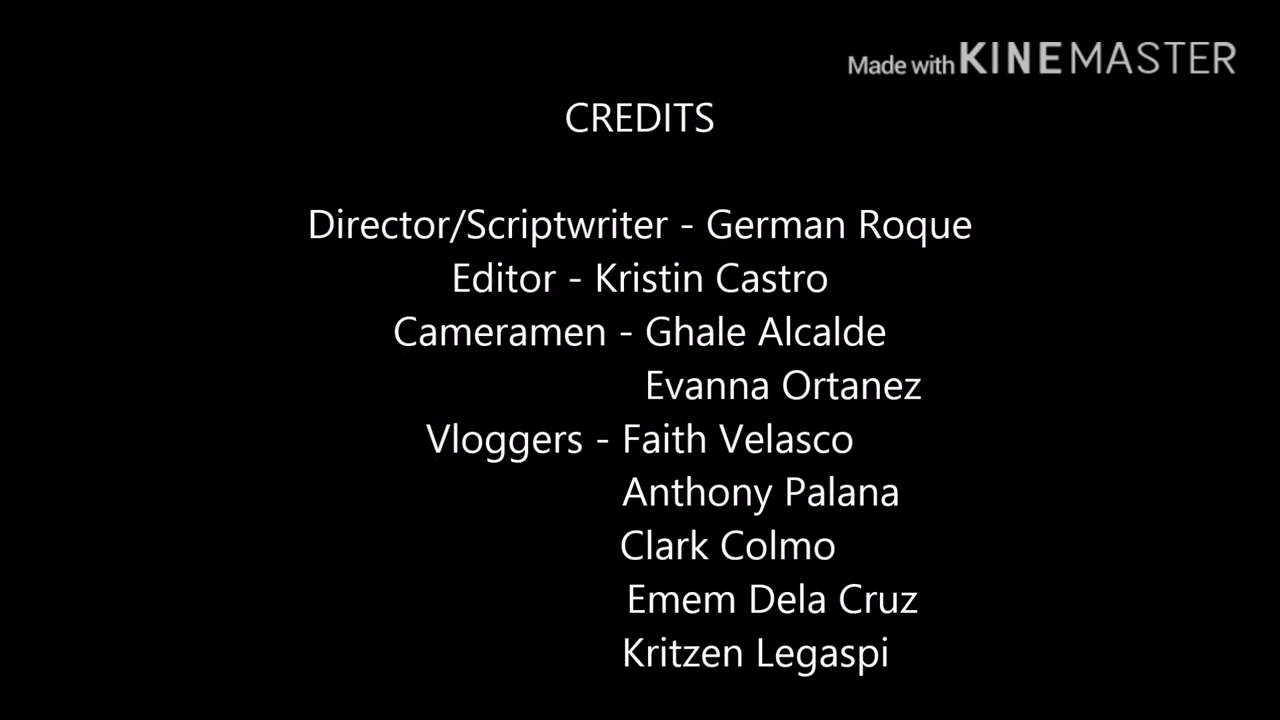 Made with KINEMASTER
CREDITS
Director/Scriptwriter - German Roque
Editor - Kristin Castro
Cameramen - Ghale Alcalde
Evanna Ortanez
Vloggers - Faith Velasco
Anthony Palana
Clark Colmo
Emem Dela Cruz
Kritzen Legaspi